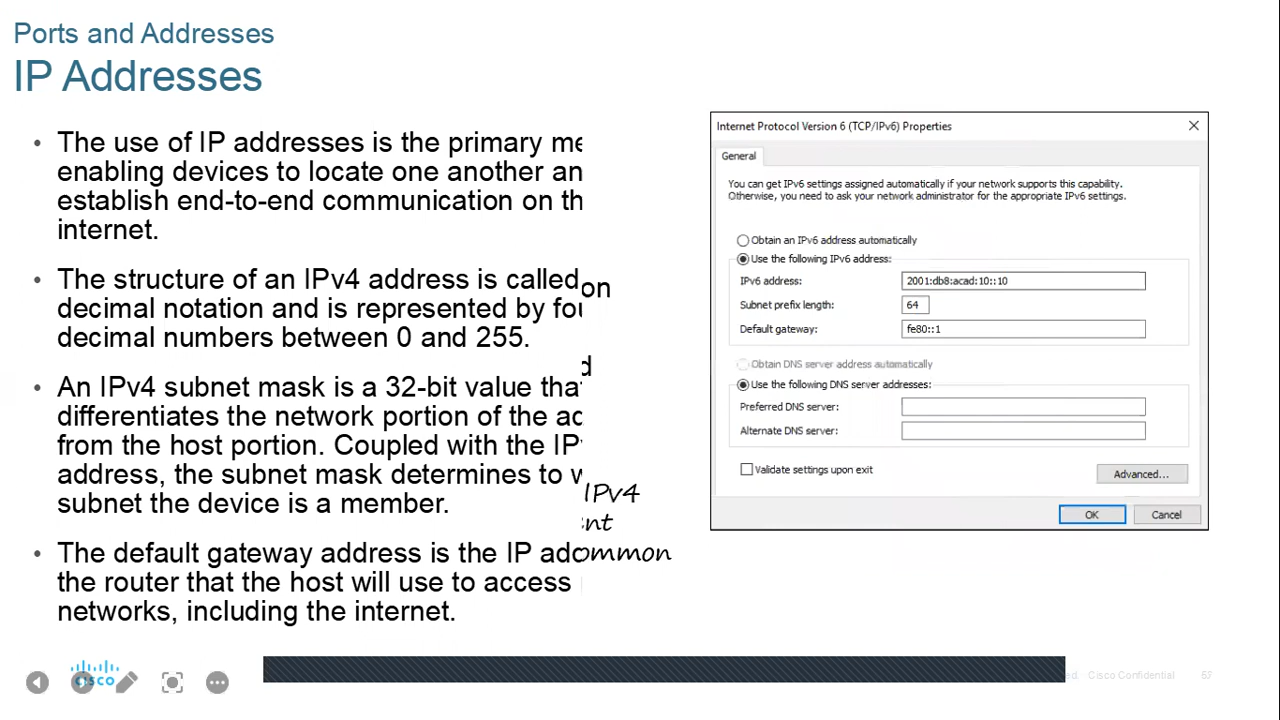 Ports and Addresses
IP Addresses
• The use of IP addresses is the primary
enabling devices to locate one another
establish end-to-end communication on
internet.
• The structure of an IPv4 address is called
on
decimal notation and is represented by
decimal numbers between 0 and 255.
• An IPv4 subnet mask is a 32-bit value
differentiates the network portion of the
from the host portion. Coupled with the
address, the subnet mask determines to
subnet the device is a member.
IPv4
common
• The default gateway address is the IP
the router that the host will use to access
networks, including the internet.
Internet Protocol Version 6 (TCP/IPv6) Properties
General
You can get IPv6 settings assigned automatically if your network supports this capability.
Otherwise, you need to ask your network administrator for the appropriate IPv6 settings.
Obtain an IPv6 address automatically
Use the following IPv6 address:
IPv6 address: 2001:db8:acad:10::10
Subnet prefix length: 64
Default gateway: fe80::1
Obtain DNS server address automatically
Use the following DNS server addresses:
Preferred DNS server:
Alternate DNS server:
Validate settings upon exit
Advanced...
OK Cancel
cisco
Cisco Confidential